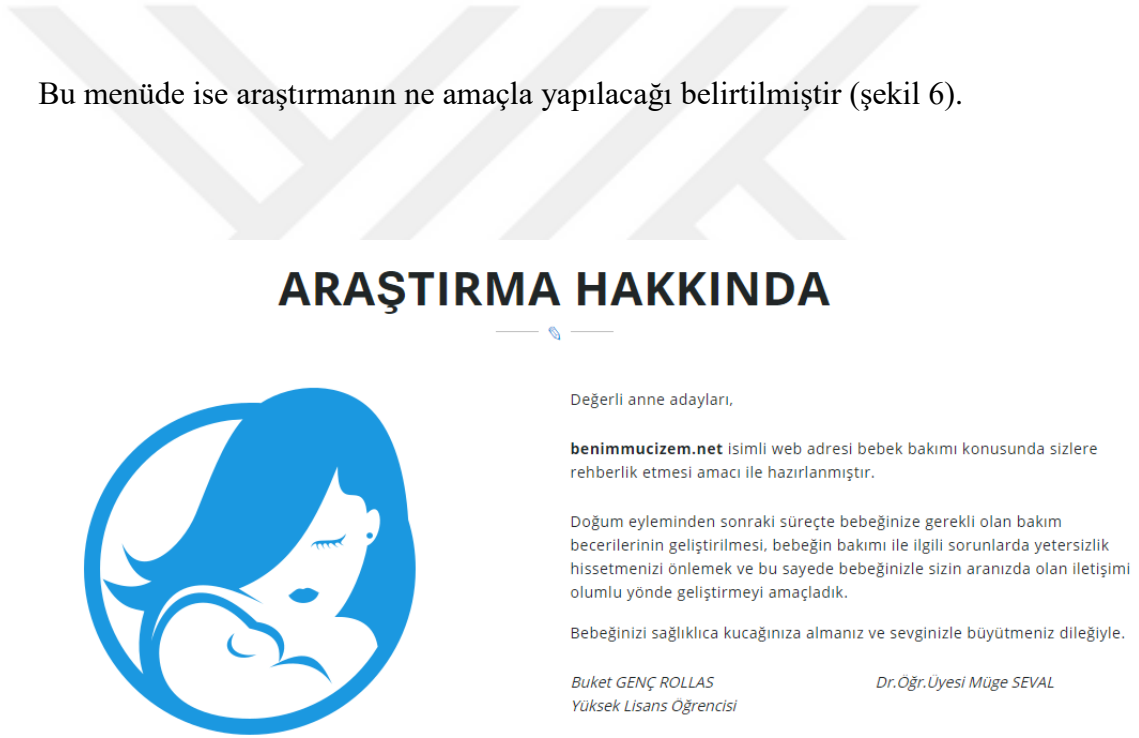 Bu menüde ise araştırmanın ne amaçla yapılacağı belirtilmiştir (şekil 6).
ARAŞTIRMA HAKKINDA
Değerli anne adayları,
benimmucizem.net isimli web adresi bebek bakımı konusunda sizlere
rehberlik etmesi amacı ile hazırlanmıştır.
Doğum eyleminden sonraki süreçte bebeğinize gerekli olan bakım
becerilerinin geliştirilmesi, bebeğin bakımı ile ilgili sorunlarda yetersizlik
hissetmenizi önlemek ve bu sayede bebeğinizle sizin aranızda olan iletişimi
olumlu yönde geliştirmeyi amaçladık.
Bebeğinizi sağlıklıca kucağınıza almanız ve sevginizle büyütmeniz dileğiyle.
Buket GENÇ ROLLAS Dr.Öğr.Üyesi Müge SEVAL
Yüksek Lisans Öğrencisi